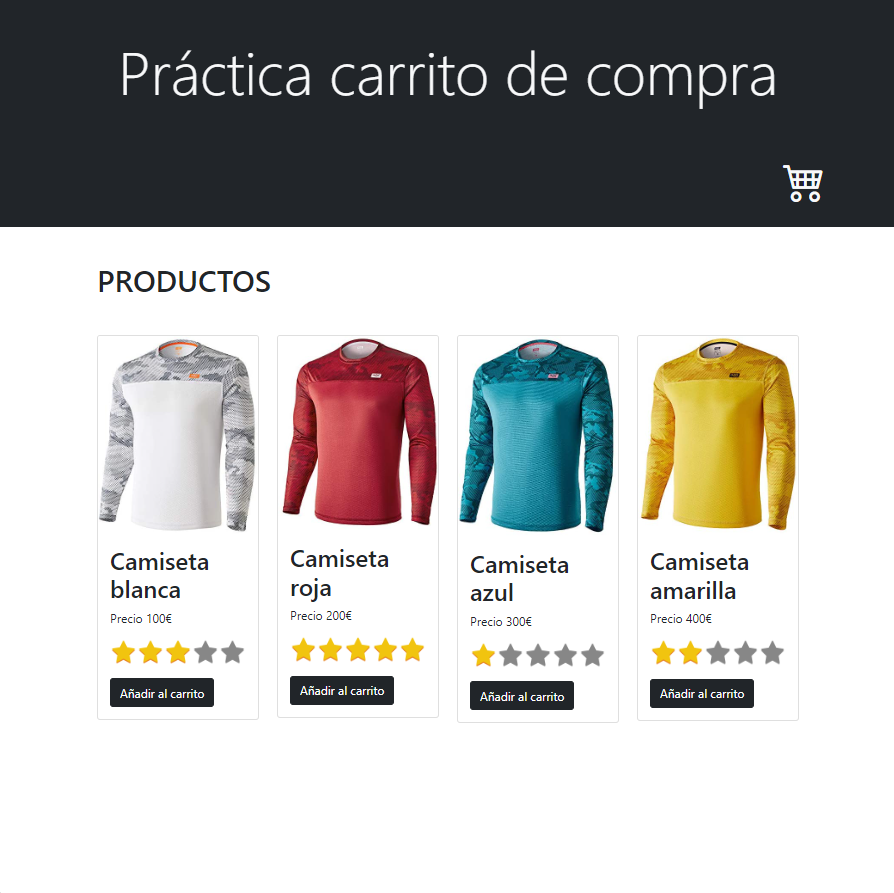 Práctica carrito de compra
PRODUCTOS
Camiseta
blanca
Precio 100€
Añadir al carrito
Camiseta
roja
Precio 200€
Añadir al carrito
Camiseta
azul
Precio 300€
Añadir al carrito
Camiseta
amarilla
Precio 400€
Añadir al carrito